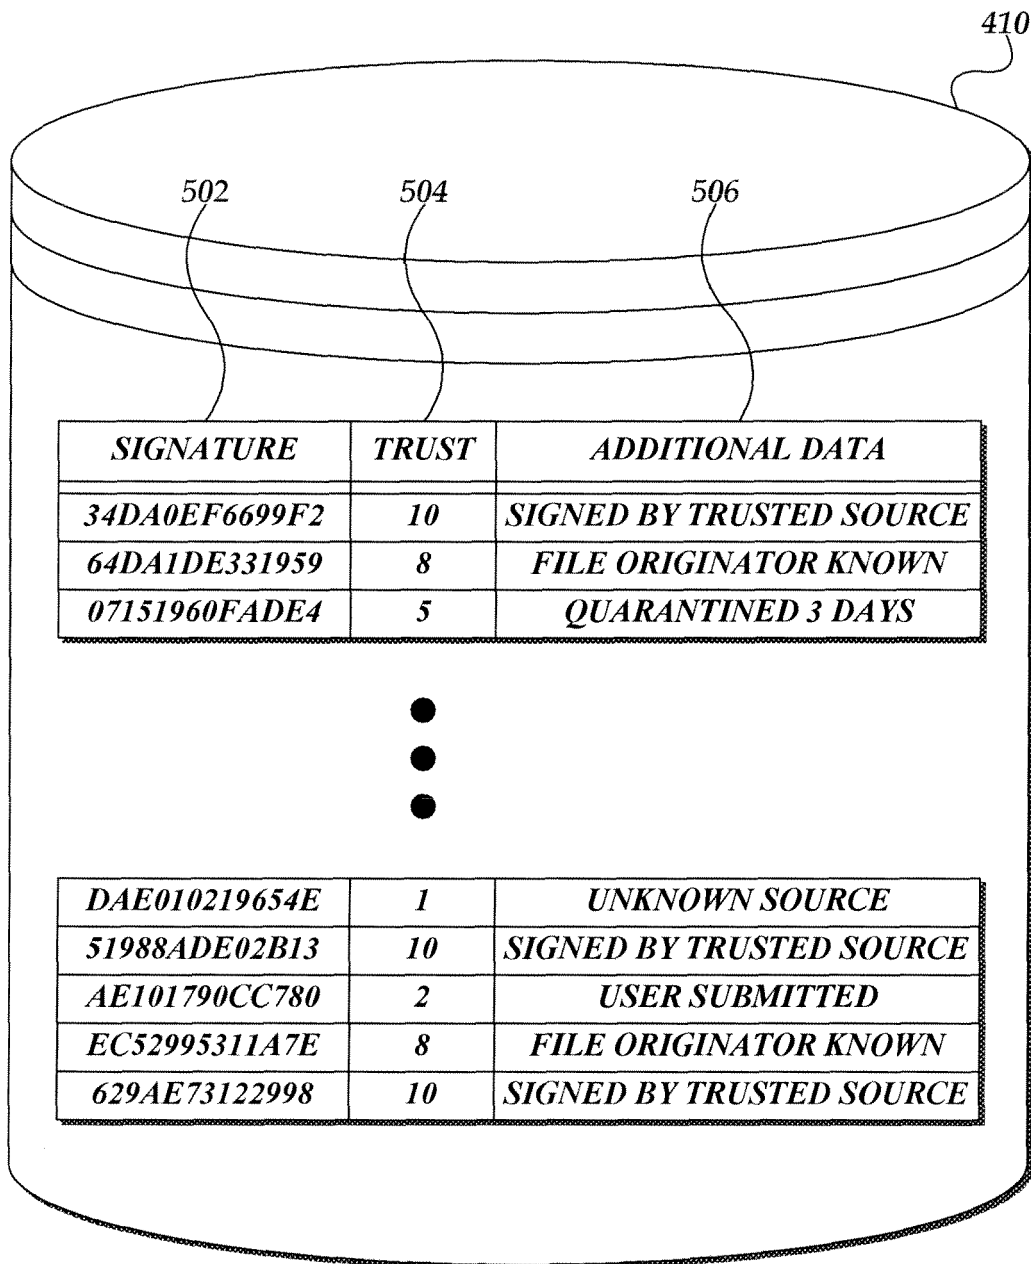 410
502 504 506
SIGNATURE TRUST ADDITIONAL DATA
34DA0EF6699F2 10 SIGNED BY TRUSTED SOURCE
64DA1DE331959 8 FILE ORIGINATOR KNOWN
07151960FADE4 5 QUARANTINED 3 DAYS
DAE010219654E 1 UNKNOWN SOURCE
51988ADE02B13 10 SIGNED BY TRUSTED SOURCE
AE101790CC780 2 USER SUBMITTED
EC52995311A7E 8 FILE ORIGINATOR KNOWN
629AE73122998 10 SIGNED BY TRUSTED SOURCE